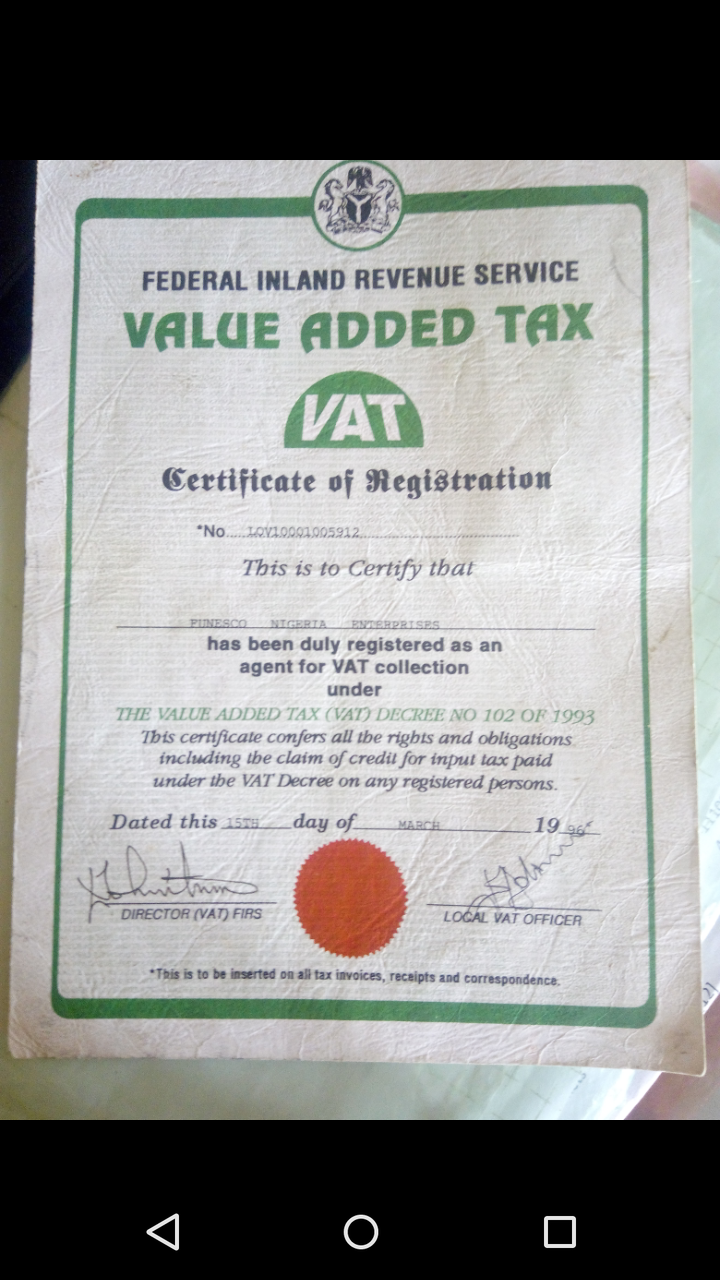 FEDERAL INLAND REVENUE SERVICE
VALUE ADDED TAX
VAT
Certificate of Registration
*No....LOV10001005912
This is to Certify that
FUNESCO NIGERIA ENTERPRISES
has been duly registered as an
agent for VAT collection
under
THE VALUE ADDED TAX (VAT) DECREE NO 102 OF 1993
This certificate confers all the rights and obligations
including the claim of credit for input tax paid
under the VAT Decree on any registered persons.
Dated this 15TH day of MARCH 19 96
DIRECTOR (VAT) FIRS
LOCAL VAT OFFICER
*This is to be inserted on all tax invoices, receipts and correspondence.